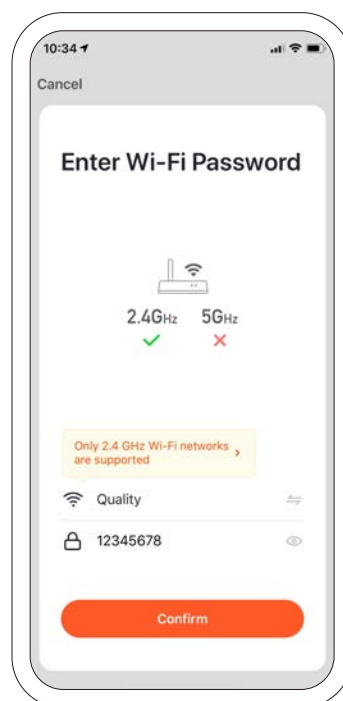 10:34
Cancel
Enter Wi-Fi Password
2.4GHz 5GHz
Only 2.4 GHz Wi-Fi networks
are supported
Quality
12345678
Confirm